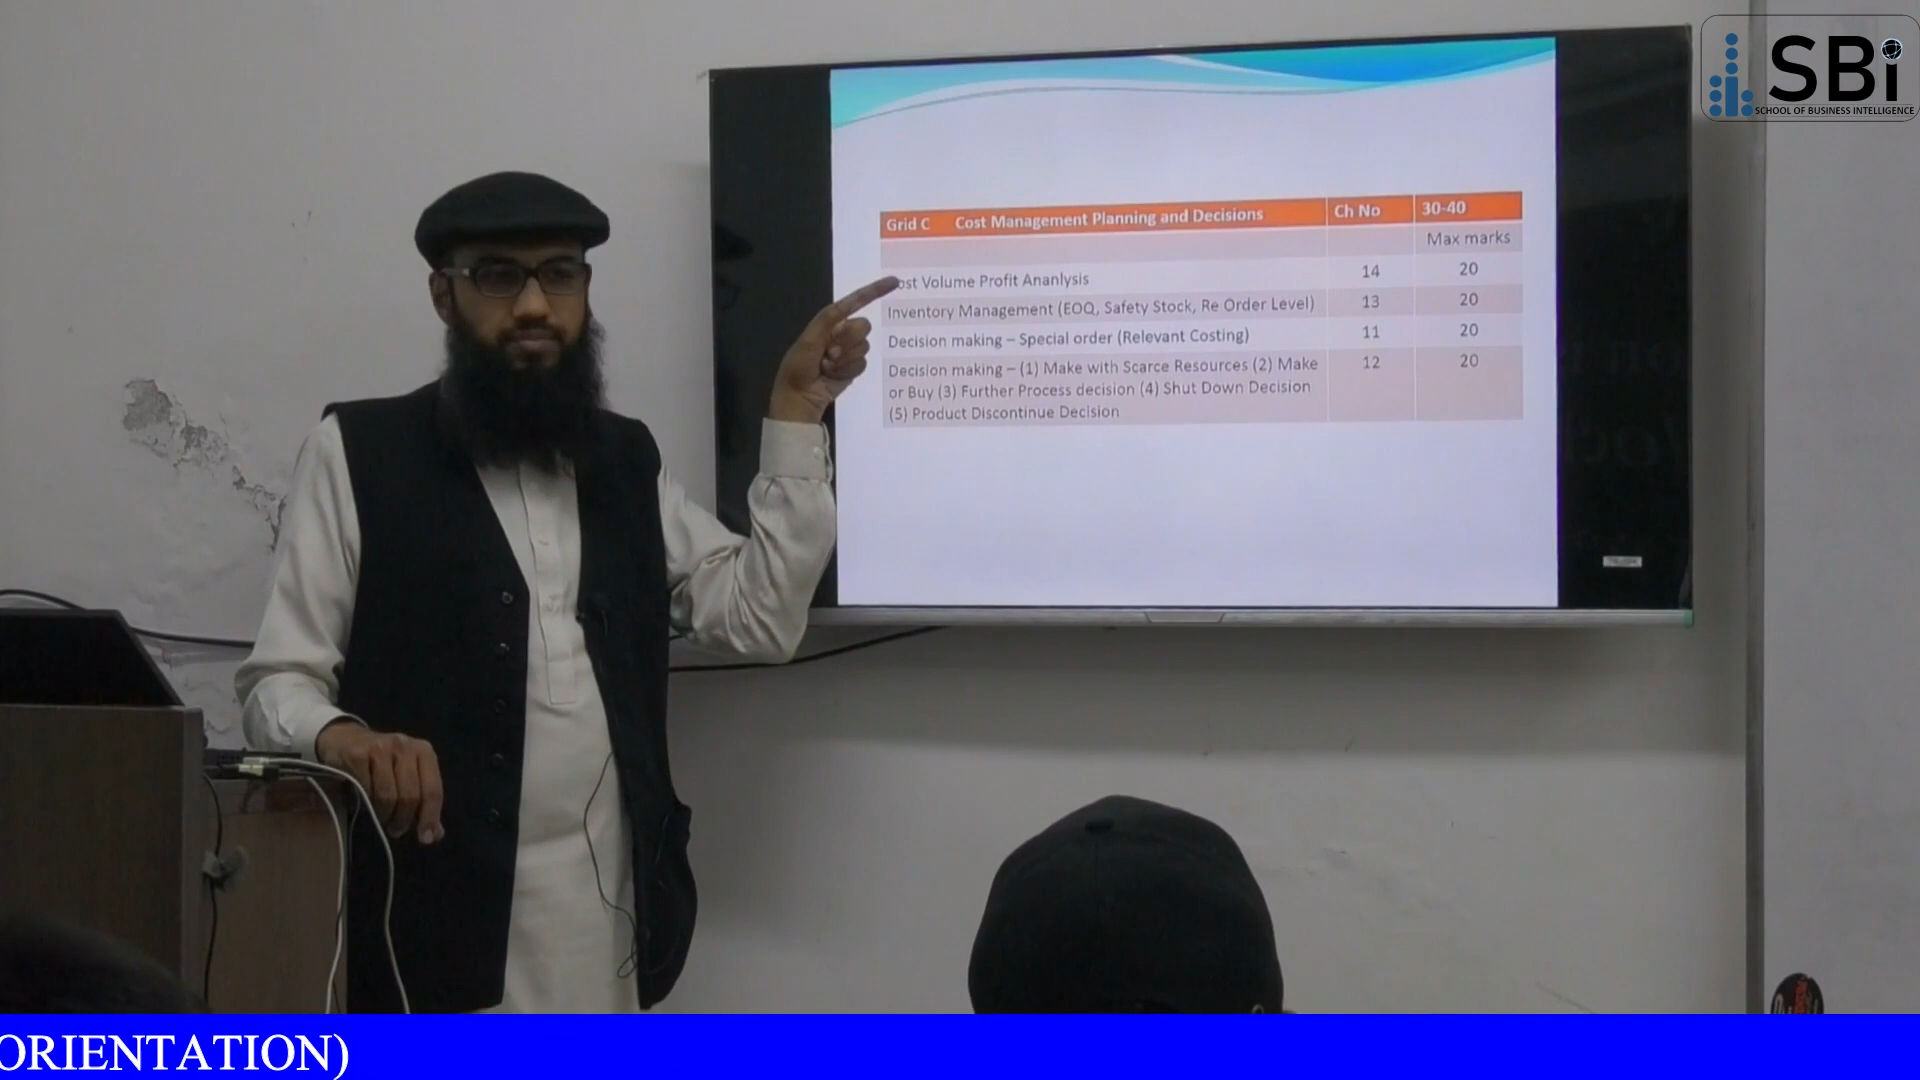 SBi
SCHOOL OF BUSINESS INTELLIGENCE
Grid C Cost Management Planning and Decisions Ch No 30-40
Max marks
ost Volume Profit Ananlysis 14 20
Inventory Management (EOQ, Safety Stock, Re Order Level) 13 20
Decision making – Special order (Relevant Costing) 11 20
Decision making – (1) Make with Scarce Resources (2) Make 12 20
or Buy (3) Further Process decision (4) Shut Down Decision
(5) Product Discontinue Decision
ORIENTATION)